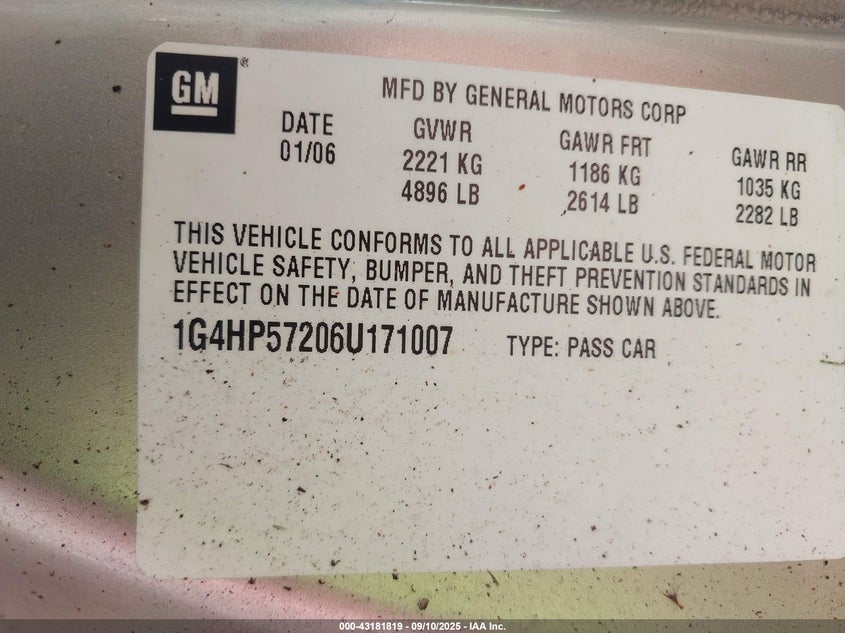 GM®
MFD BY GENERAL MOTORS CORP
DATE GVWR GAWR FRT GAWR RR
01/06 2221 KG 1186 KG 1035 KG
4896 LB 2614 LB 2282 LB
THIS VEHICLE CONFORMS TO ALL APPLICABLE U.S. FEDERAL MOTOR
VEHICLE SAFETY, BUMPER, AND THEFT PREVENTION STANDARDS IN
EFFECT ON THE DATE OF MANUFACTURE SHOWN ABOVE.
1G4HP57206U171007 TYPE: PASS CAR
000-43181819 - 09/10/2025 - IAA Inc.